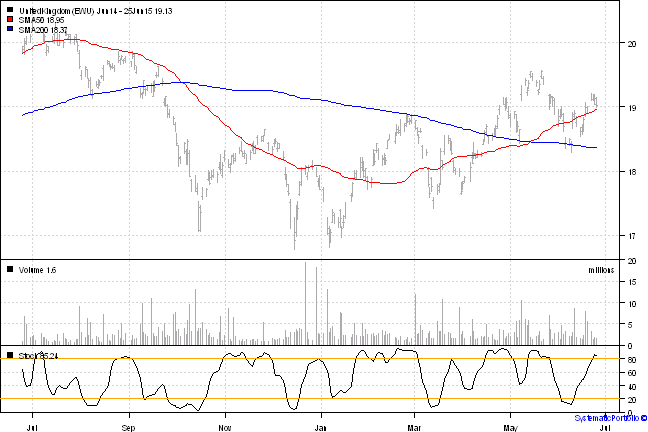 UnitedKingdom (EWU) Jun14 - 25Jun15 19.13
SMA50 18.95
SMA200 18.37
20
19
18
17
Volume 1.6
millions
20
15
10
5
0
Stoch 85.24
80
60
40
20
0
Jul Sep Nov Jan Mar May Jul
SystematicPortfolio ©